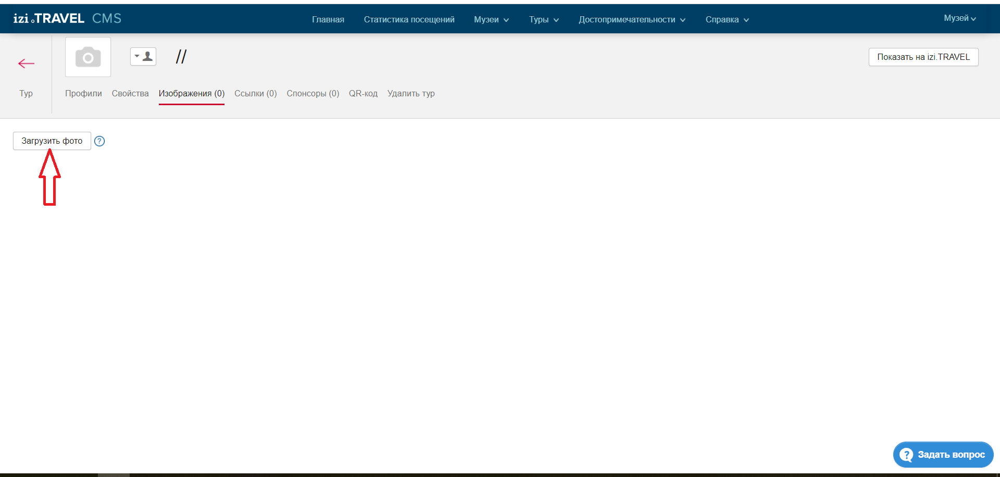 izi.TRAVEL CMS
Главная Статистика посещений Музеи Туры Достопримечательности Справка Музей
//
Показать на izi.TRAVEL
Тур Профили Свойства Изображения (0) Ссылки (0) Спонсоры (0) QR-код Удалить тур
Загрузить фото ?
? Задать вопрос